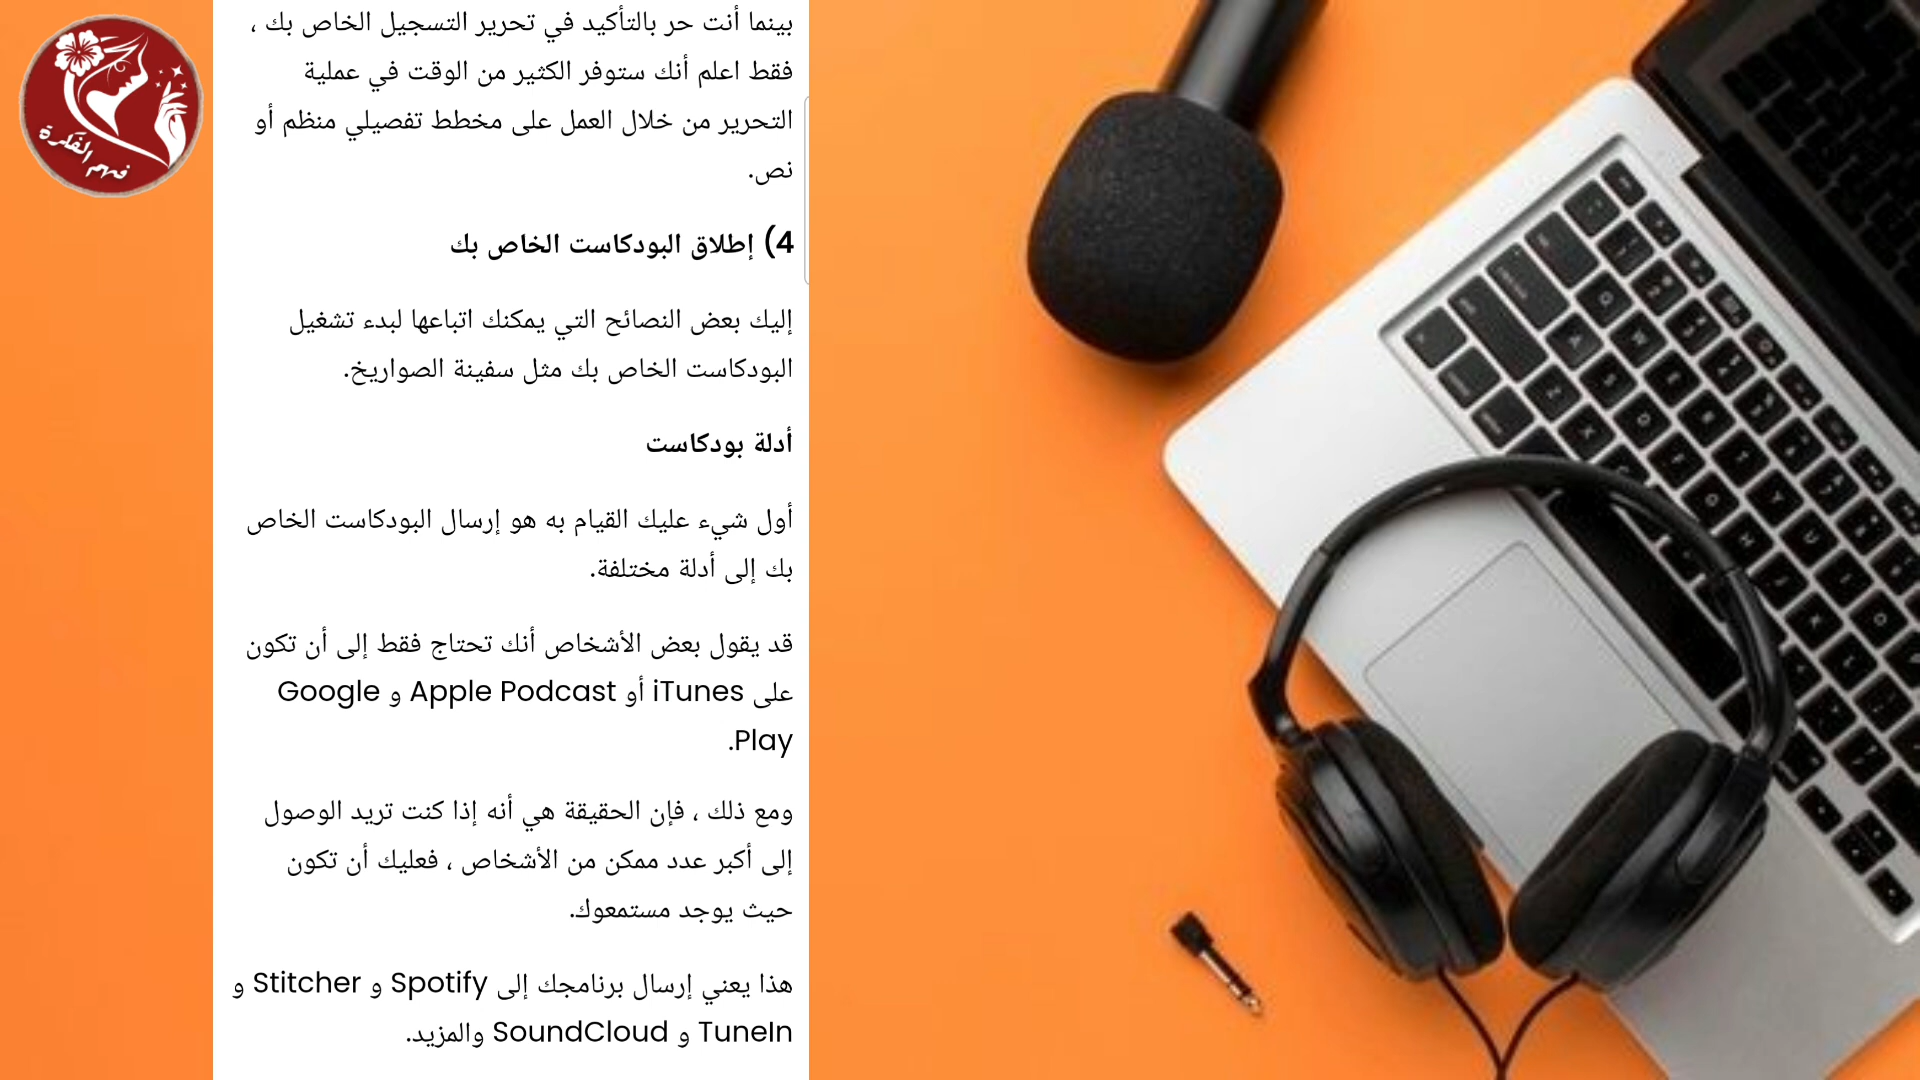 فهم الفكرة
بينما أنت حر بالتأكيد في تحرير التسجيل الخاص بك ،
فقط اعلم أنك ستوفر الكثير من الوقت في عملية
التحرير من خلال العمل على مخطط تفصيلي منظم أو
نص.
4) إطلاق البودكاست الخاص بك
إليك بعض النصائح التي يمكنك اتباعها لبدء تشغيل
البودكاست الخاص بك مثل سفينة الصواريخ.
أدلة بودكاست
أول شيء عليك القيام به هو إرسال البودكاست الخاص
بك إلى أدلة مختلفة.
قد يقول بعض الأشخاص أنك تحتاج فقط إلى أن تكون
على iTunes أو Apple Podcast و Google
Play.
ومع ذلك ، فإن الحقيقة هي أنه إذا كنت تريد الوصول
إلى أكبر عدد ممكن من الأشخاص ، فعليك أن تكون
حيث يوجد مستمعوك.
هذا يعني إرسال برنامجك إلى Spotify و Stitcher و
TuneIn و SoundCloud والمزيد.